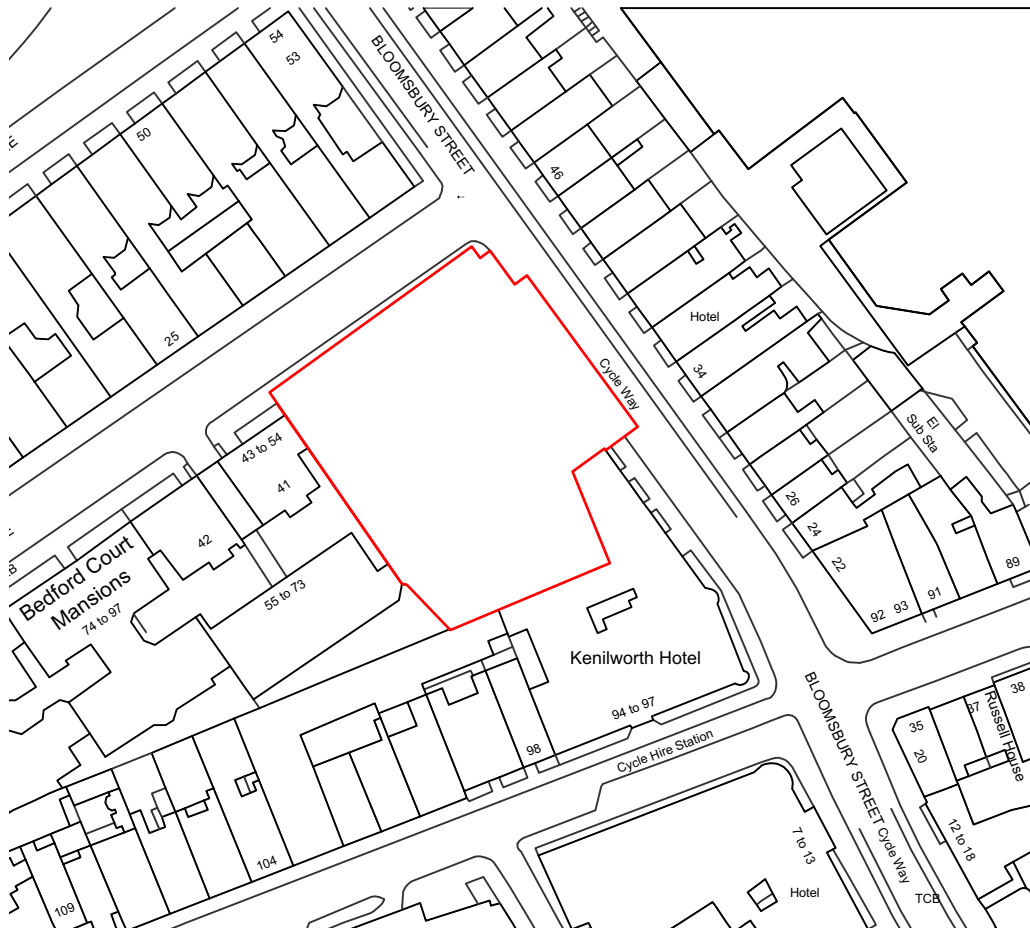 54
53
BLOOMSBURY STREET
50
46
25
Hotel
34
Cycle Way
43 to 54
41
El
Sub Sta
26
24
42
22
Bedford Court
Mansions
74 to 97
55 to 73
89
91
93
92
Kenilworth Hotel
94 to 97
BLOOMSBURY STREET
38
37
Russell House
35
20
98
Cycle Hire Station
12 to 18
7 to 13
Cycle Way
104
Hotel
TCB
109